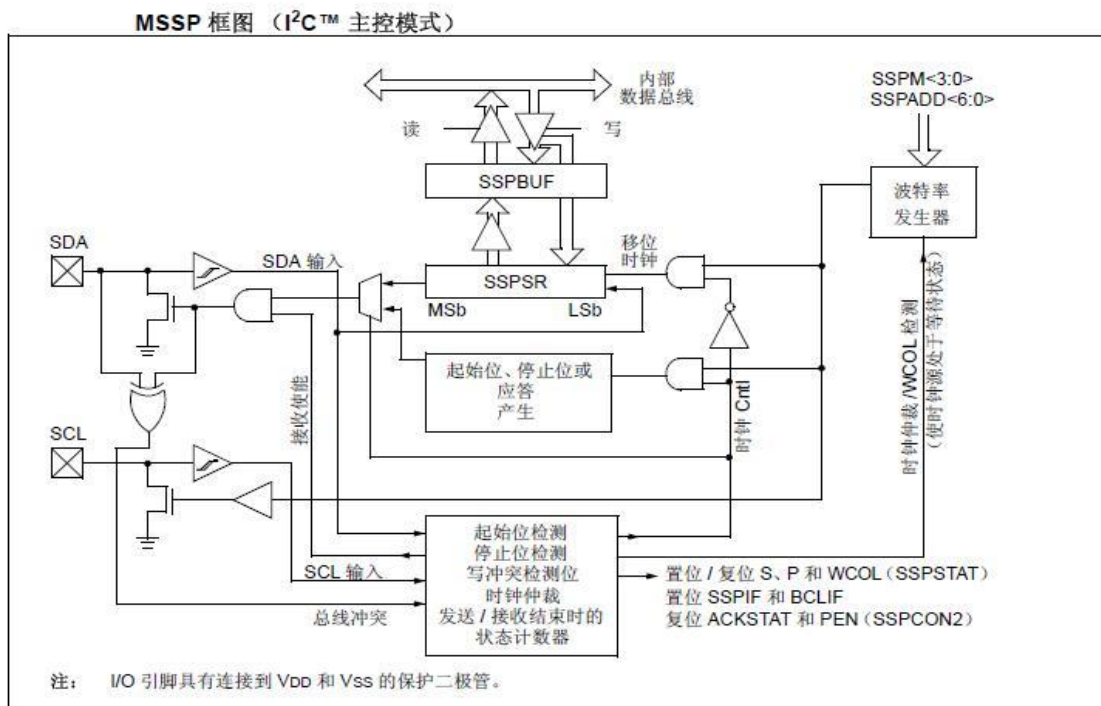 MSSP 框图 （I²C™ 主控模式）
内部
数据总线
SSPM<3:0>
SSPADD<6:0>
读
写
SSPBUF
波特率
发生器
SDA
SDA 输入
移位
时钟
SSPSR
MSb
LSb
起始位、停止位或
应答
产生
接收使能
时钟 Cntl
时钟仲裁/WCOL 检测
（使时钟源处于等待状态）
SCL
SCL 输入
总线冲突
起始位检测
停止位检测
写冲突检测位
时钟仲裁
发送 / 接收结束时的
状态计数器
置位 / 复位 S、P 和 WCOL（SSPSTAT）
置位 SSPIF 和 BCLIF
复位 ACKSTAT 和 PEN（SSPCON2）
注： I/O 引脚具有连接到 VDD 和 VSS 的保护二极管。